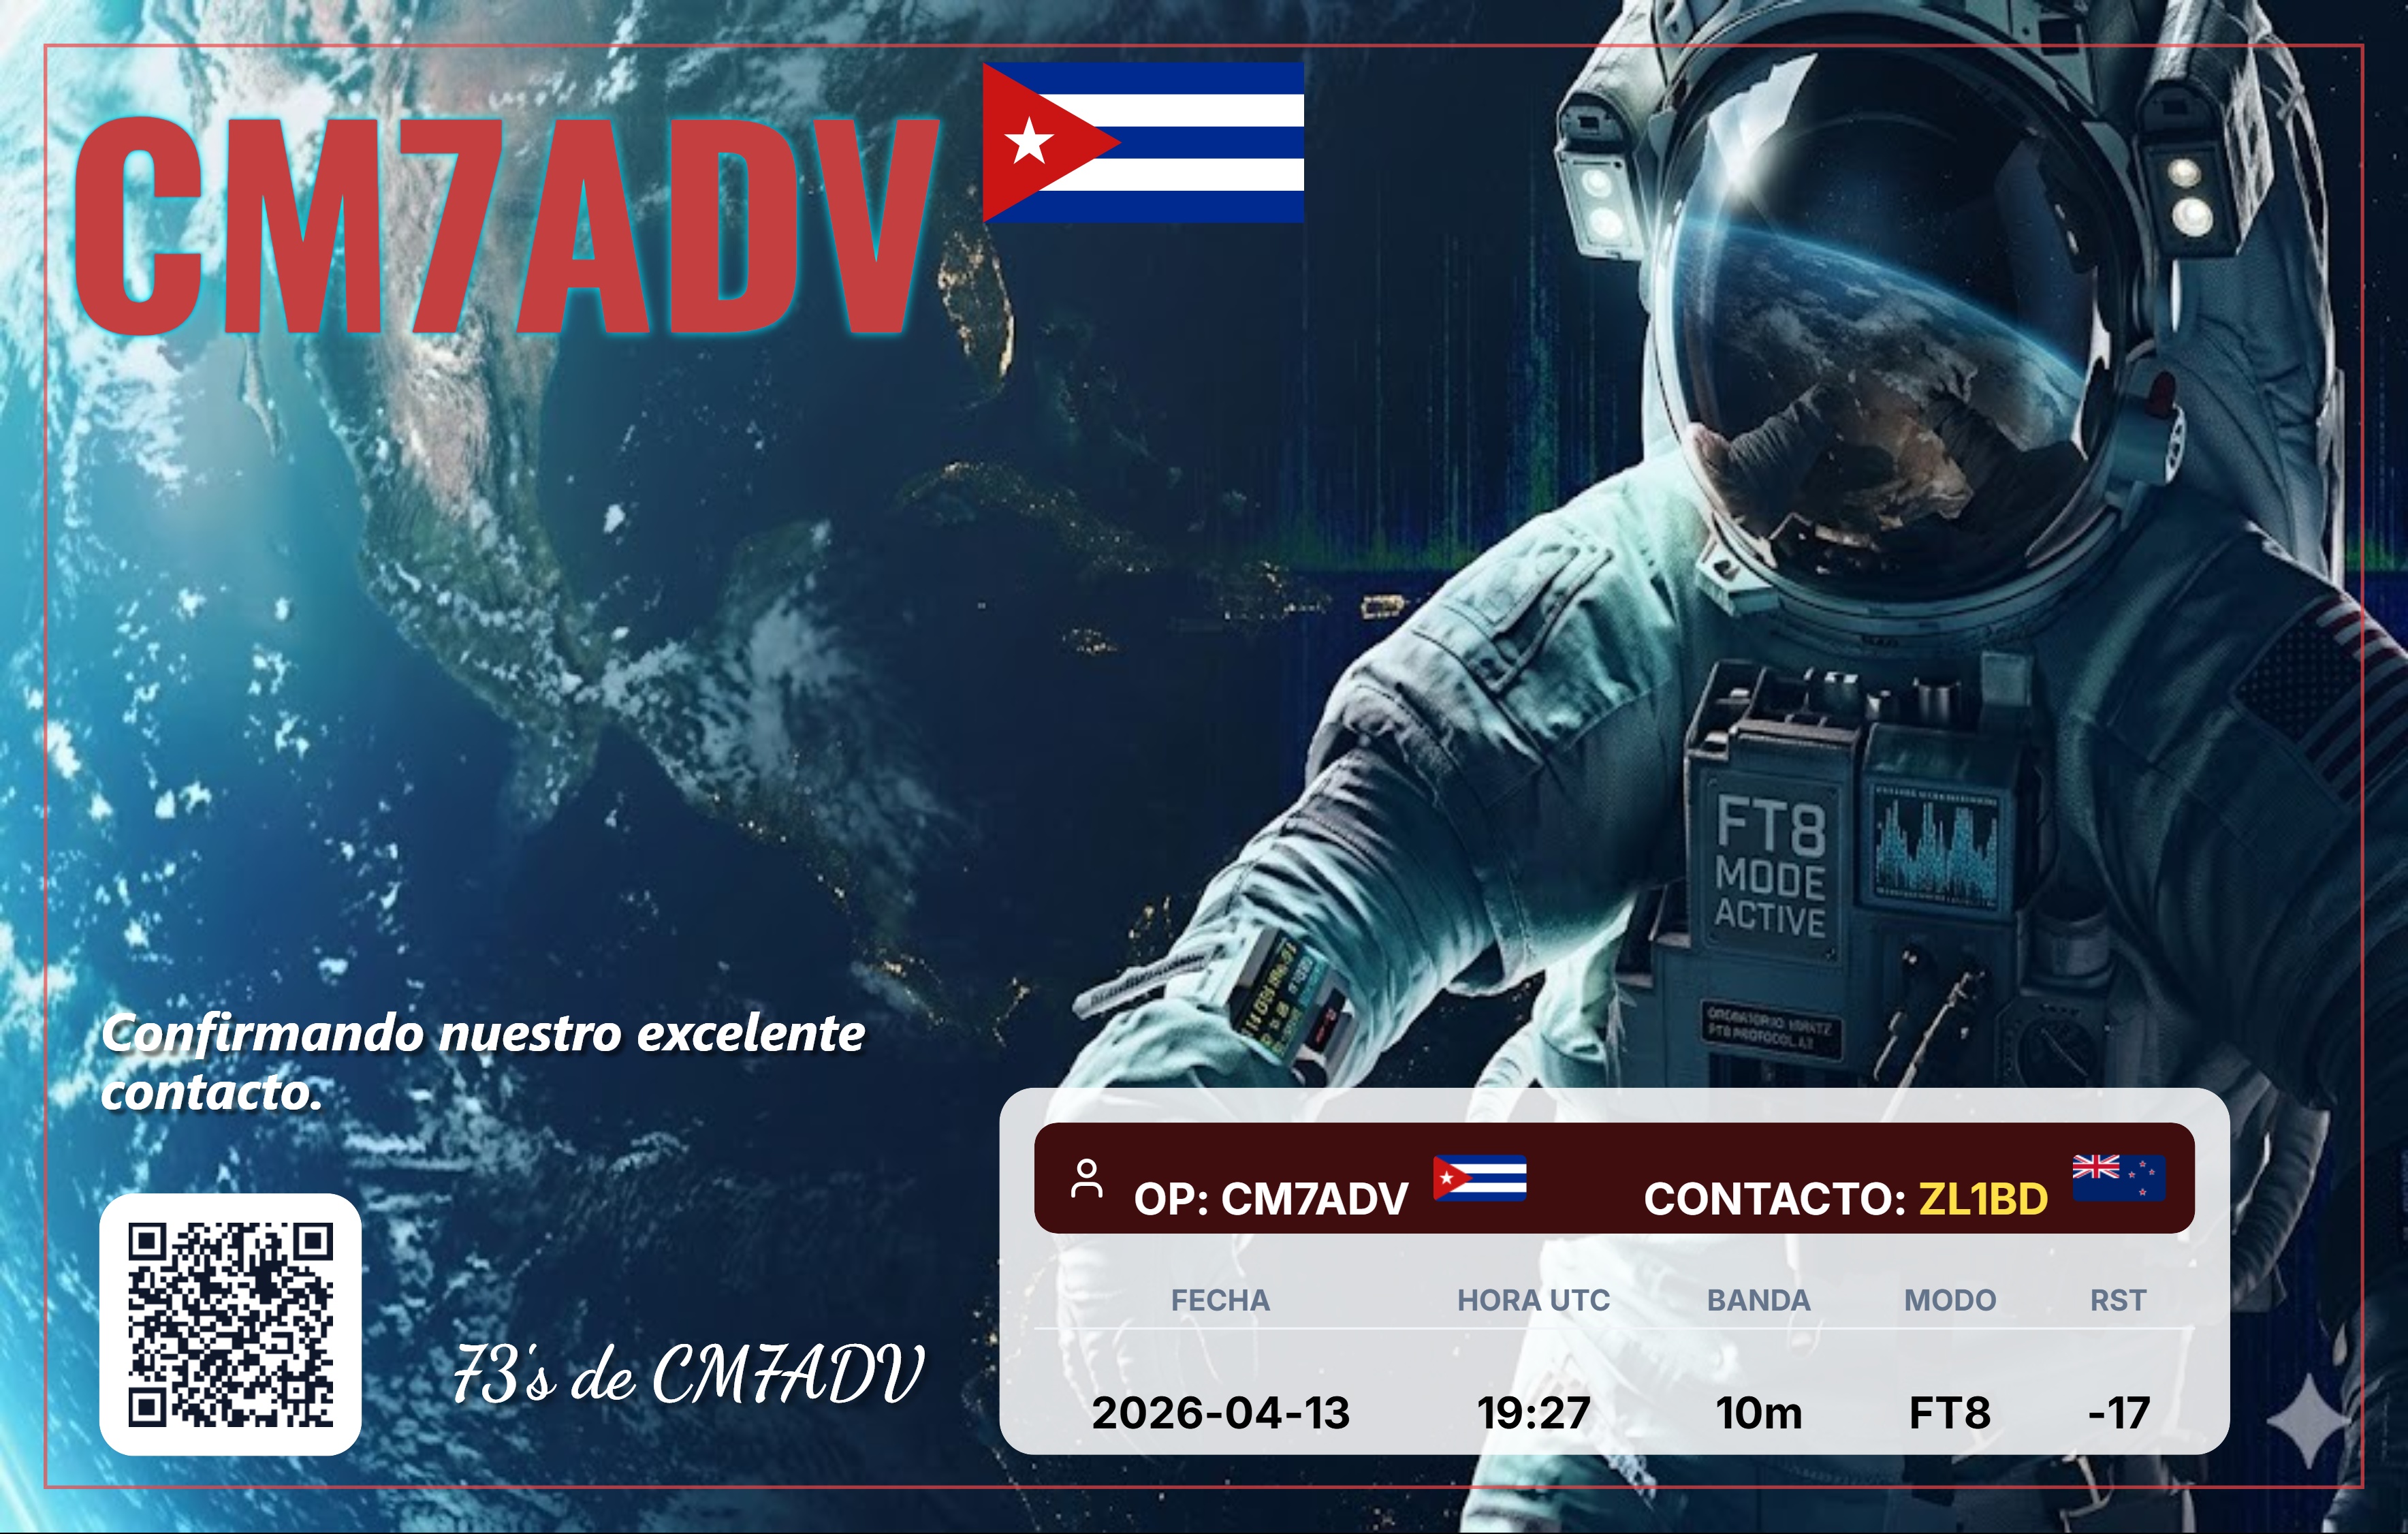 CM7ADV
FT8
MODE
ACTIVE
Confirmando nuestro excelente
contacto.
OP: CM7ADV
CONTACTO: ZL1BD
FECHA HORA UTC BANDA MODO RST
2026-04-13 19:27 10m FT8 -17
73's de CM7ADV